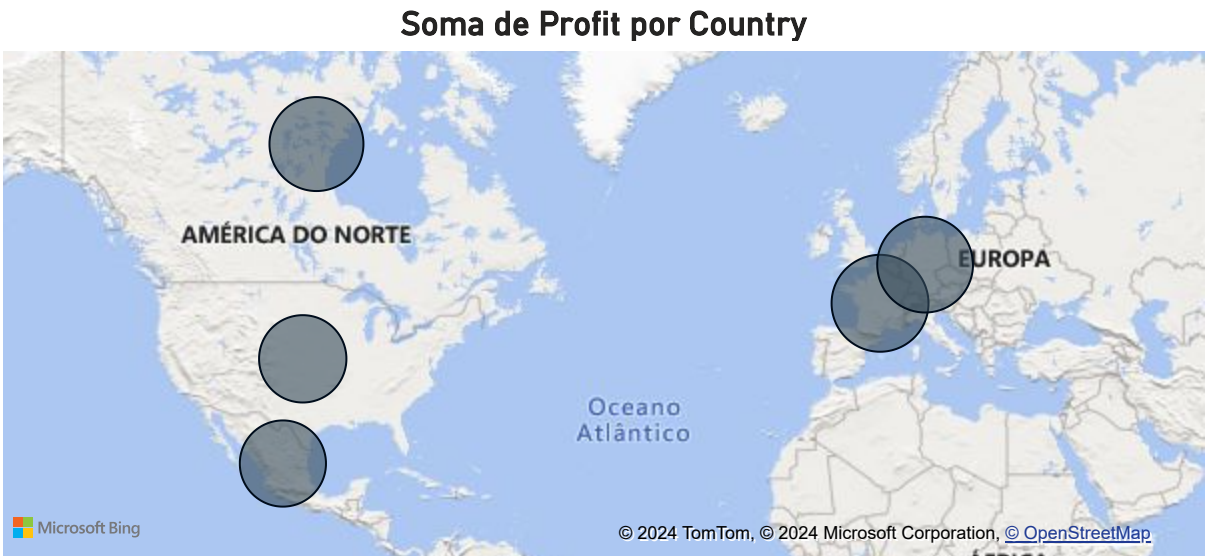 Soma de Profit por Country
AMÉRICA DO NORTE
EUROPA
Oceano
Atlântico
Microsoft Bing
© 2024 TomTom, © 2024 Microsoft Corporation, © OpenStreetMap